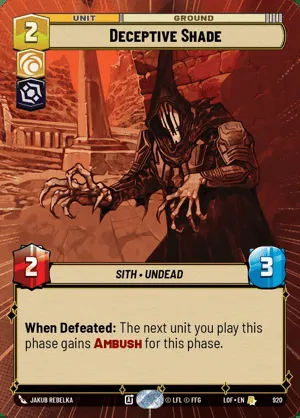 UNIT
GROUND
2
DECEPTIVE SHADE
2
3
SITH • UNDEAD
When Defeated: The next unit you play this
phase gains AMBUSH for this phase.
JAKUB REBELKA
© LFL © FFG
LOF • EN
920